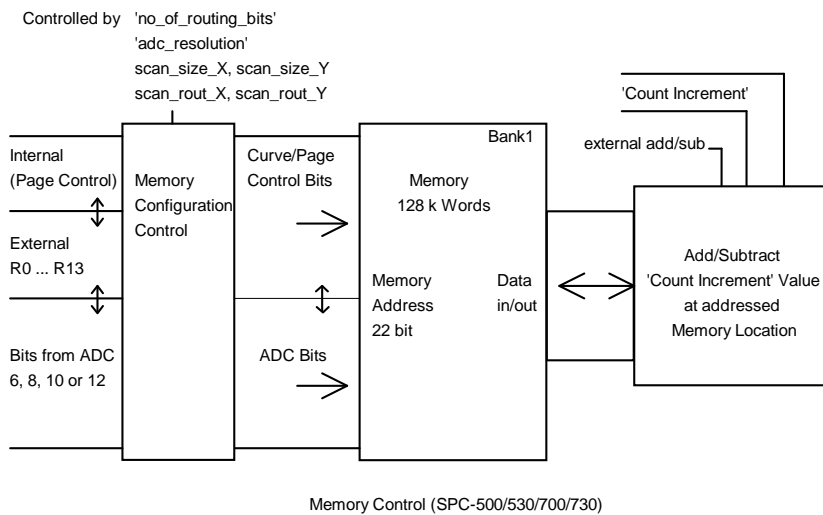 Controlled by 'no_of_routing_bits'
'adc_resolution'
scan_size_X, scan_size_Y
scan_rout_X, scan_rout_Y
'Count Increment'
external add/sub
Internal
(Page Control)
External
R0 ... R13
Bits from ADC
6, 8, 10 or 12
Memory
Configuration
Control
Curve/Page
Control Bits
ADC Bits
Bank1
Memory
128 k Words
Memory
Address
22 bit
Data
in/out
Add/Subtract
'Count Increment' Value
at addressed
Memory Location
Memory Control (SPC-500/530/700/730)